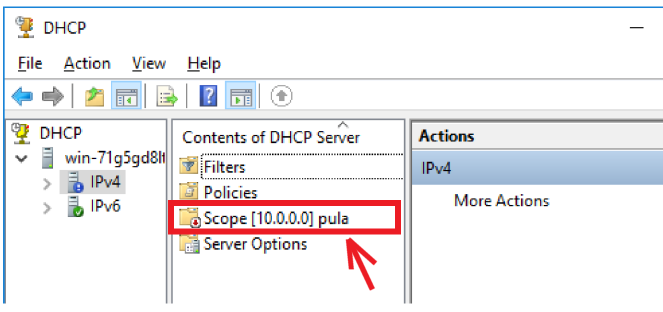 DHCP
File Action View Help
DHCP
win-71g5gd8lt
IPv4
IPv6
Contents of DHCP Server
Filters
Policies
Scope [10.0.0.0] pula
Server Options
Actions
IPv4
More Actions